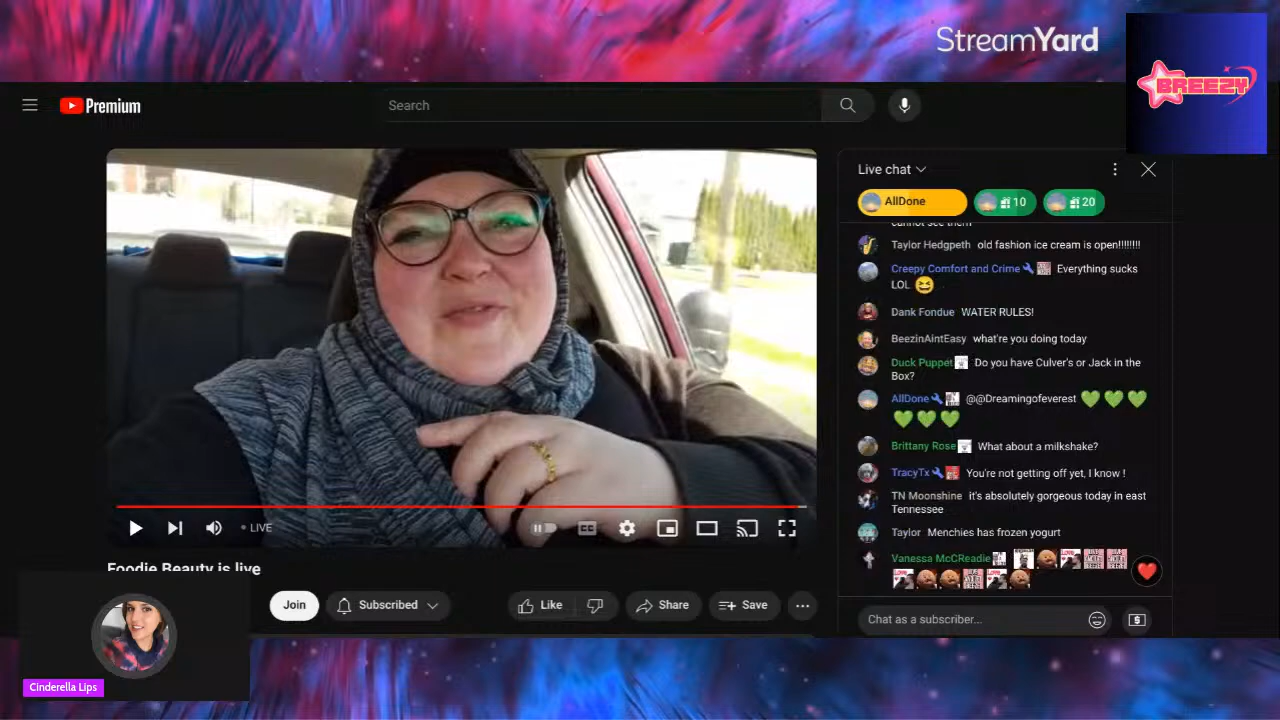 StreamYard
BREEZY
Premium
Search
Live chat
AllDone
10
20
cannot see them
Taylor Hedgpeth old fashion ice cream is open!!!!!!!!
Creepy Comfort and Crime Everything sucks
LOL
Dank Fondue WATER RULES!
BeezinAintEasy what're you doing today
Duck Puppet Do you have Culver's or Jack in the
Box?
AllDone @@Dreamingofeverest
Brittany Rose What about a milkshake?
TracyTx You're not getting off yet, I know !
TN Moonshine it's absolutely gorgeous today in east
Tennessee
Taylor Menchies has frozen yogurt
Vanessa McCReadie
Chat as a subscriber...
LIVE
Foodie Beauty is live
Join
Subscribed
Like
Share
Save
Cinderella Lips